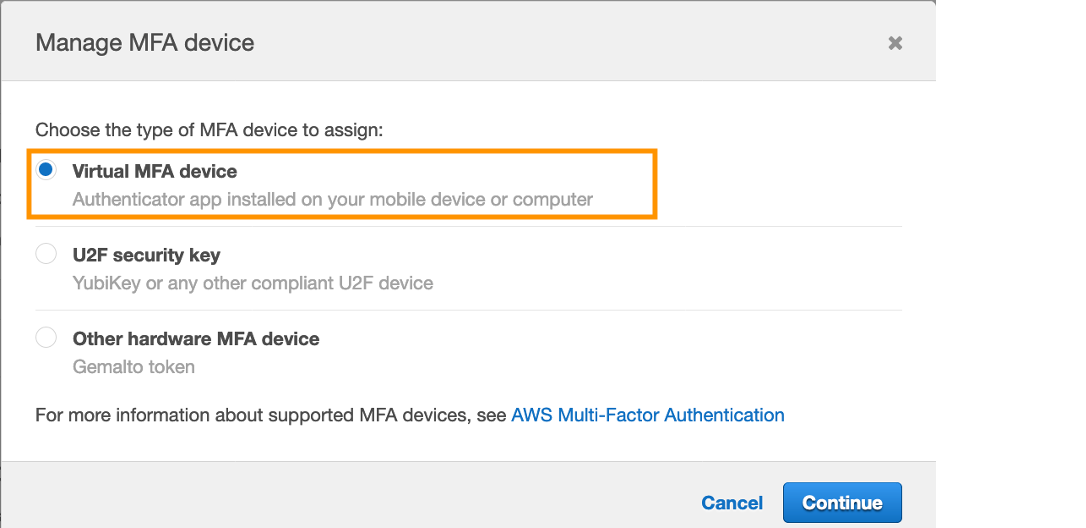 Manage MFA device
Choose the type of MFA device to assign:
Virtual MFA device
Authenticator app installed on your mobile device or computer
U2F security key
YubiKey or any other compliant U2F device
Other hardware MFA device
Gemalto token
For more information about supported MFA devices, see AWS Multi-Factor Authentication
Cancel Continue